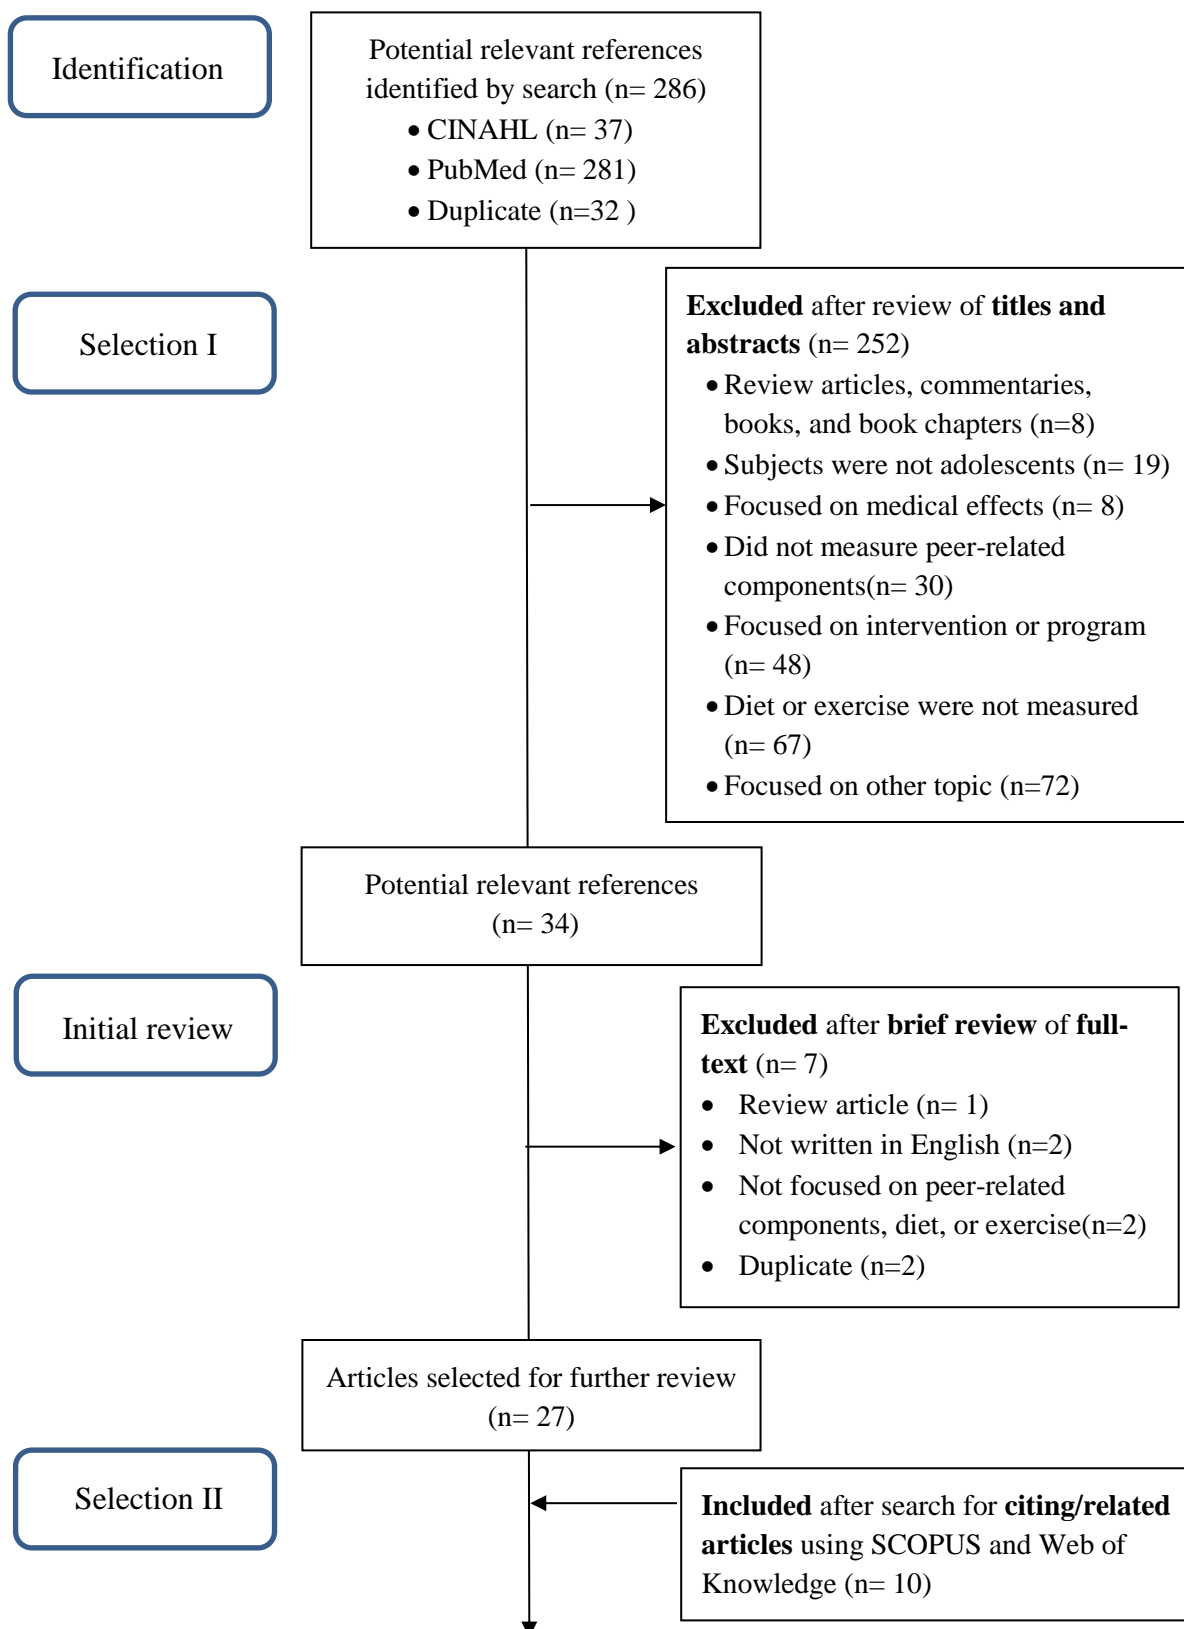 Identification
Potential relevant references
identified by search (n= 286)
• CINAHL (n= 37)
• PubMed (n= 281)
• Duplicate (n=32 )
Selection I
Excluded after review of titles and
abstracts (n= 252)
• Review articles, commentaries,
books, and book chapters (n=8)
• Subjects were not adolescents (n= 19)
• Focused on medical effects (n= 8)
• Did not measure peer-related
components(n= 30)
• Focused on intervention or program
(n= 48)
• Diet or exercise were not measured
(n= 67)
• Focused on other topic (n=72)
Potential relevant references
(n= 34)
Initial review
Excluded after brief review of full-
text (n= 7)
• Review article (n= 1)
• Not written in English (n=2)
• Not focused on peer-related
components, diet, or exercise(n=2)
• Duplicate (n=2)
Articles selected for further review
(n= 27)
Selection II
Included after search for citing/related
articles using SCOPUS and Web of
Knowledge (n= 10)